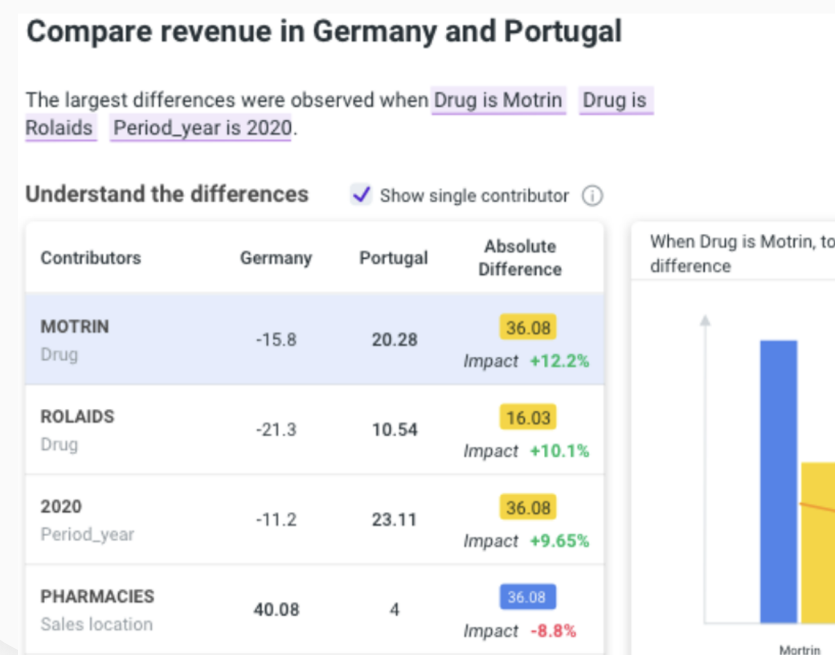 Compare revenue in Germany and Portugal
The largest differences were observed when Drug is Motrin Drug is
Rolaids Period_year is 2020.
Understand the differences Show single contributor
Contributors Germany Portugal Absolute Difference
MOTRIN
Drug
-15.8 20.28 36.08
Impact +12.2%
ROLAIDS
Drug
-21.3 10.54 16.03
Impact +10.1%
2020
Period_year
-11.2 23.11 36.08
Impact +9.65%
PHARMACIES
Sales location
40.08 4 36.08
Impact -8.8%
When Drug is Motrin, to
difference
Mortrin